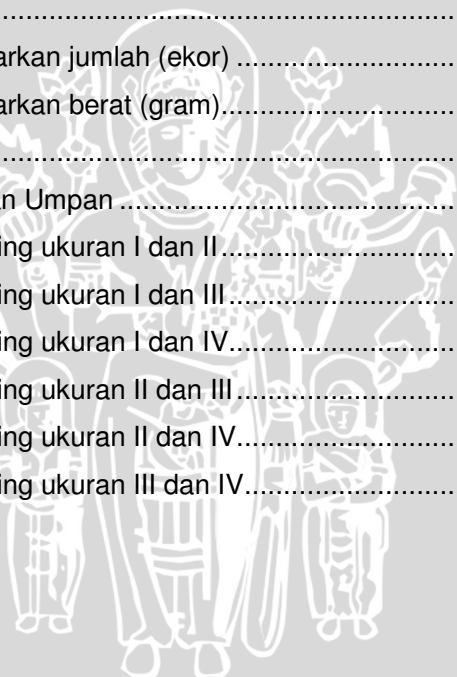 ......................................................
arkan jumlah (ekor) ............................
arkan berat (gram)..............................
......................................................
an Umpan ...........................................
ing ukuran I dan II...............................
ing ukuran I dan III..............................
ing ukuran I dan IV.............................
ing ukuran II dan III.............................
ing ukuran II dan IV............................
ing ukuran III dan IV...........................